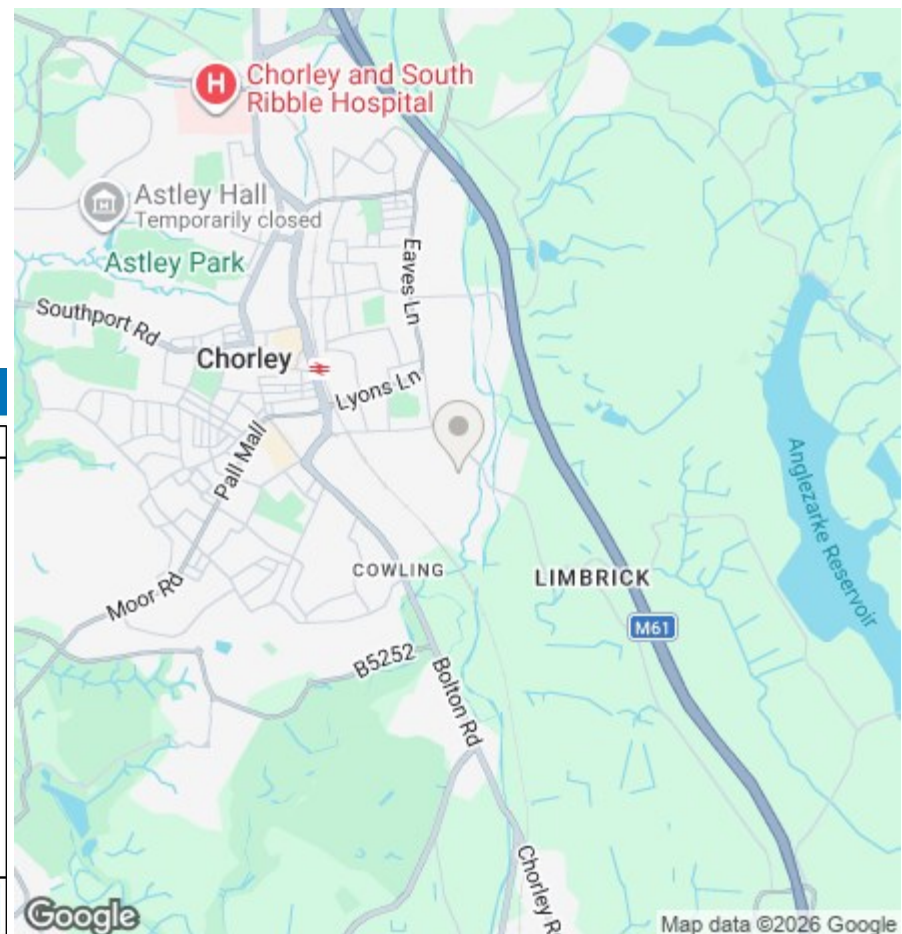 H
Chorley and South
Ribble Hospital
Astley Hall
Temporarily closed
Astley Park
Eaves Ln
Southport Rd
Chorley
Lyons Ln
Pall Mall
Anglezarke Reservoir
COWLING
LIMBRICK
Moor Rd
M61
B5252
Bolton Rd
Chorley R
Google
Map data ©2026 Google